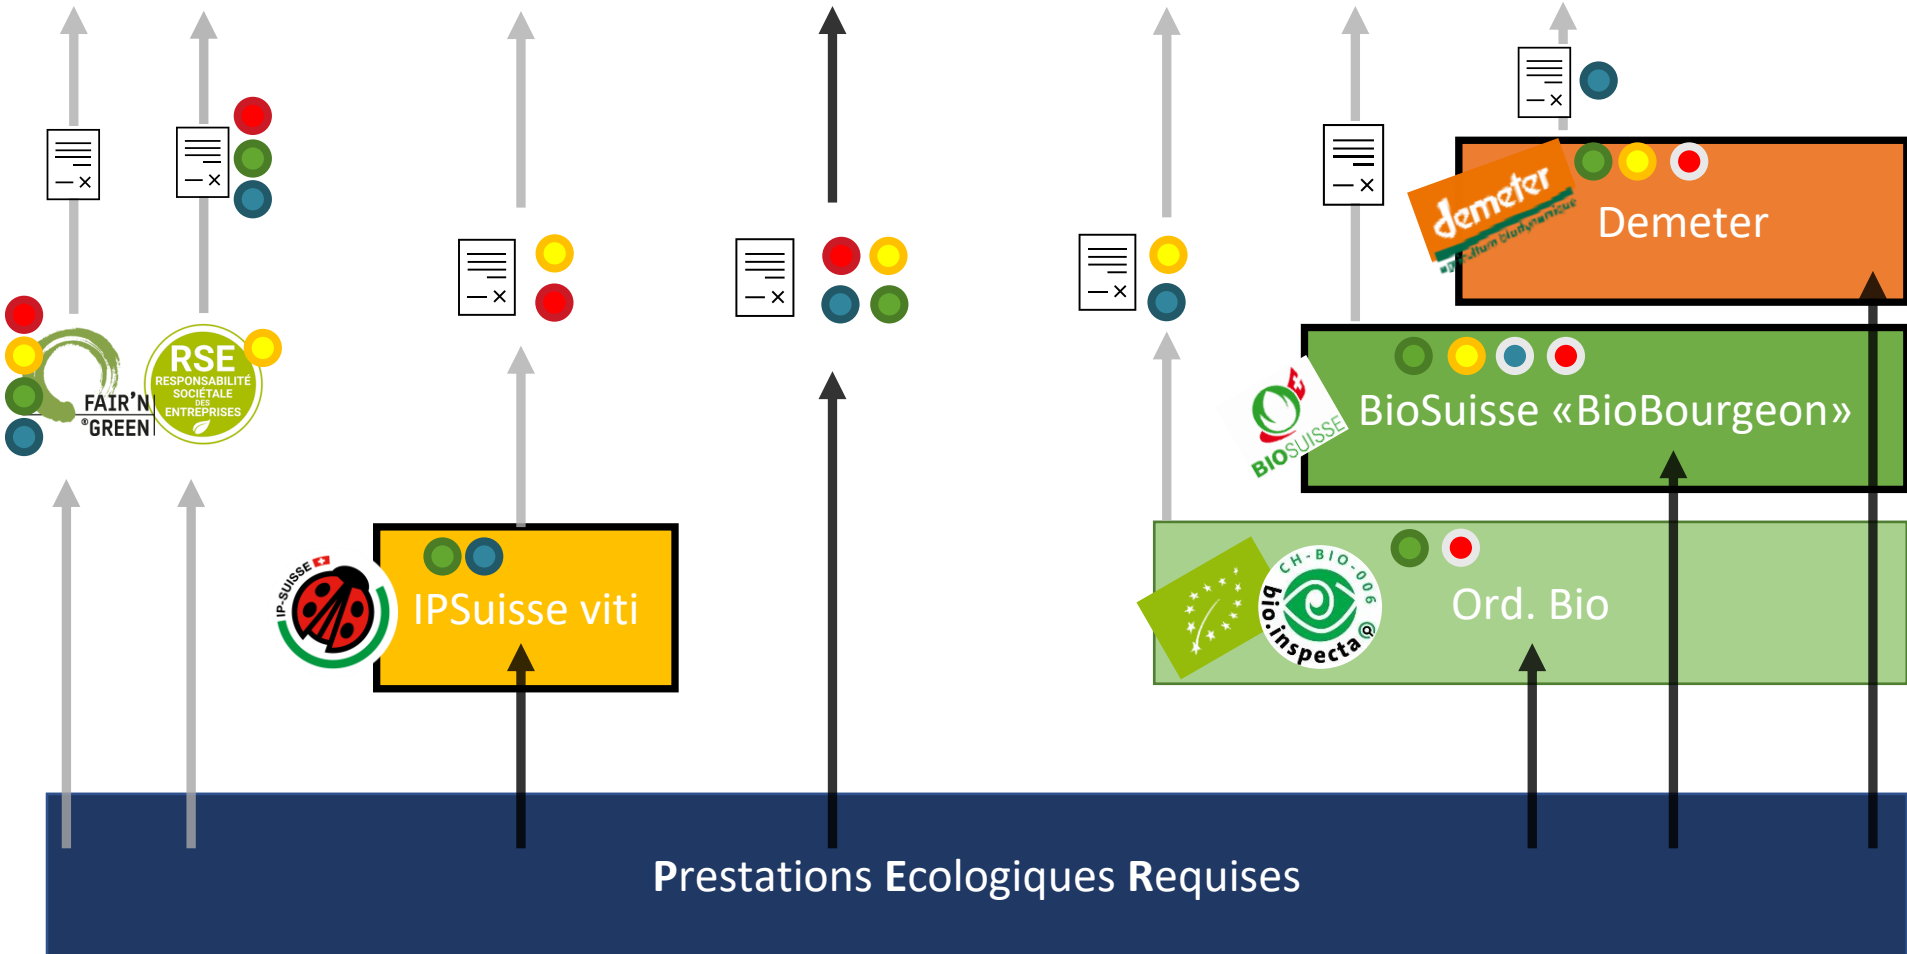 demeter
Demeter
RSE
RESPONSABILITÉ
SOCIÉTALE
DES
ENTREPRISES
FAIR'N
®GREEN
BIOSUISSE
BioSuisse «BioBourgeon»
IP-SUISSE
IPSuisse viti
CH-BIO-006
bio.inspecta
Ord. Bio
Prestations Ecologiques Requises